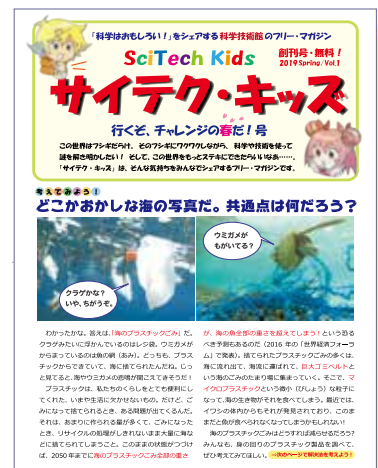 「科学はおもしろい！」をシェアする科学技術館のフリー・マガジン
SciTech Kids
創刊号・無料！
2019 Spring/Vol.1
サイテク・キッズ
行くぞ、チャレンジの春だ！号
この世界はフシギだらけ。そのフシギにワクワクしながら、科学技術を使って
謎を解き明かしたい！ そして、この世界をもっとステキにできたらいいなあ……。
「サイテク・キッズ」は、そんな気持ちをみんなでシェアするフリー・マガジンです。
考えてみよう！
どこかおかしな海の写真だ。共通点は何だろう？
クラゲかな？
いや、ちがうぞ。
ウミガメが
もがいてる？
わかったかな。答えは、「海のプラスチックごみ」だ。
クラゲみたいに浮かんでいるのはレジ袋。ウミガメが
からまっているのは魚の網（あみ）。どっちも、プラス
チックからできていて、海に捨てられたんだね。じっ
と見てると、海やウミガメの悲鳴が聞こえてきそうだ！
プラスチックは、私たちのくらしをとても便利にし
てくれた、いまや生活に欠かせないもの。だけど、ご
みになって捨てられるとき、ある問題が出てくるんだ。
それは、あまりに作られる量が多くて、ごみになった
とき、リサイクルの処理がしきれないまま大量に海な
どに捨てられてしまうこと。このままの状態がつづけ
ば、2050 年までに海のプラスチックごみ全部の重さ
が、海の魚全部の重さを超えてしまう！という恐る
べき予測もあるのだ（2016 年の「世界経済フォーラ
ム」で発表）。捨てられたプラスチックごみの多くは、
海に流れ出て、海流に運ばれて、巨大ゴミベルトと
いう海のごみのたまり場に集まっていく。そこで、マ
イクロプラスチックという微小（びしょう）な粒子に
なって、海の生き物がそれを食べてしまう。最近では、
イワシの体内からもそれが発見されており、このまま
だと魚が食べられなくなってしまうかもしれない！
海のプラスチックごみはどうすれば減らせるだろう？
みんなも、身の回りのプラスチック製品をあげて、
ぜひ考えてみてほしい。
⇒次のページで解決法を考えよう！